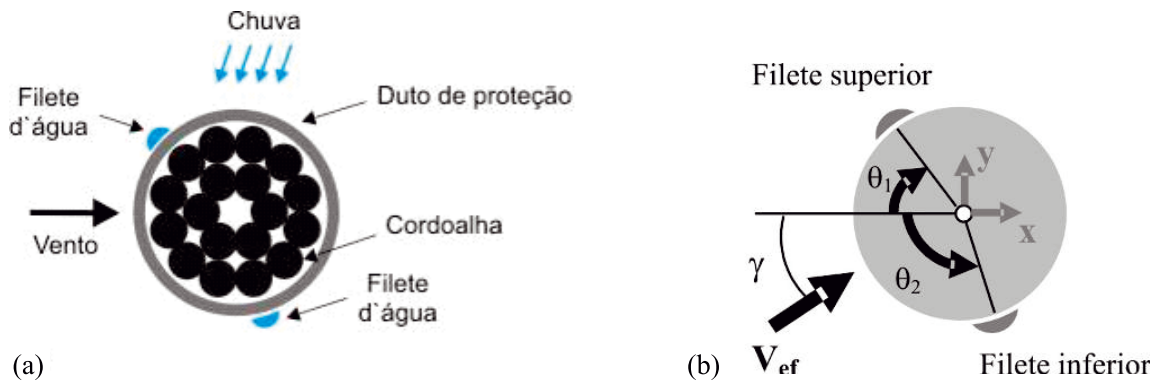 Chuva
Filete
d`água
Duto de proteção
Vento
Cordoalha
Filete
d`água
(a)
Filete superior
y
θ1
x
γ
θ2
Vef
(b)
Filete inferior